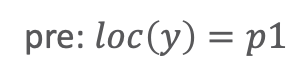 pre: loc(y) = p1